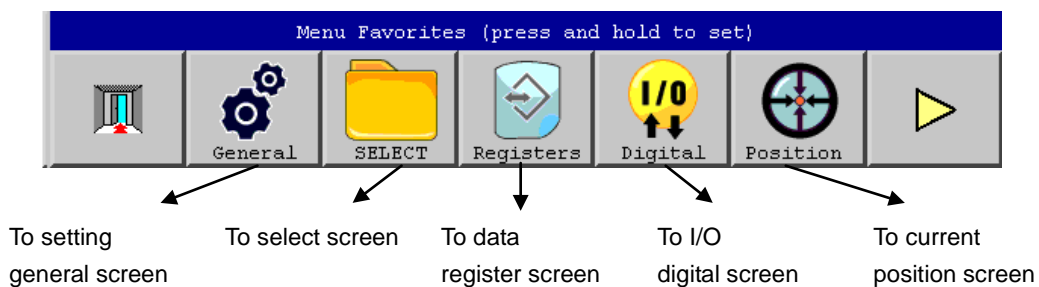 Menu Favorites (press and hold to set)
General
SELECT
Registers
I/O
Digital
Position
To setting
general screen
To select screen
To data
register screen
To I/O
digital screen
To current
position screen